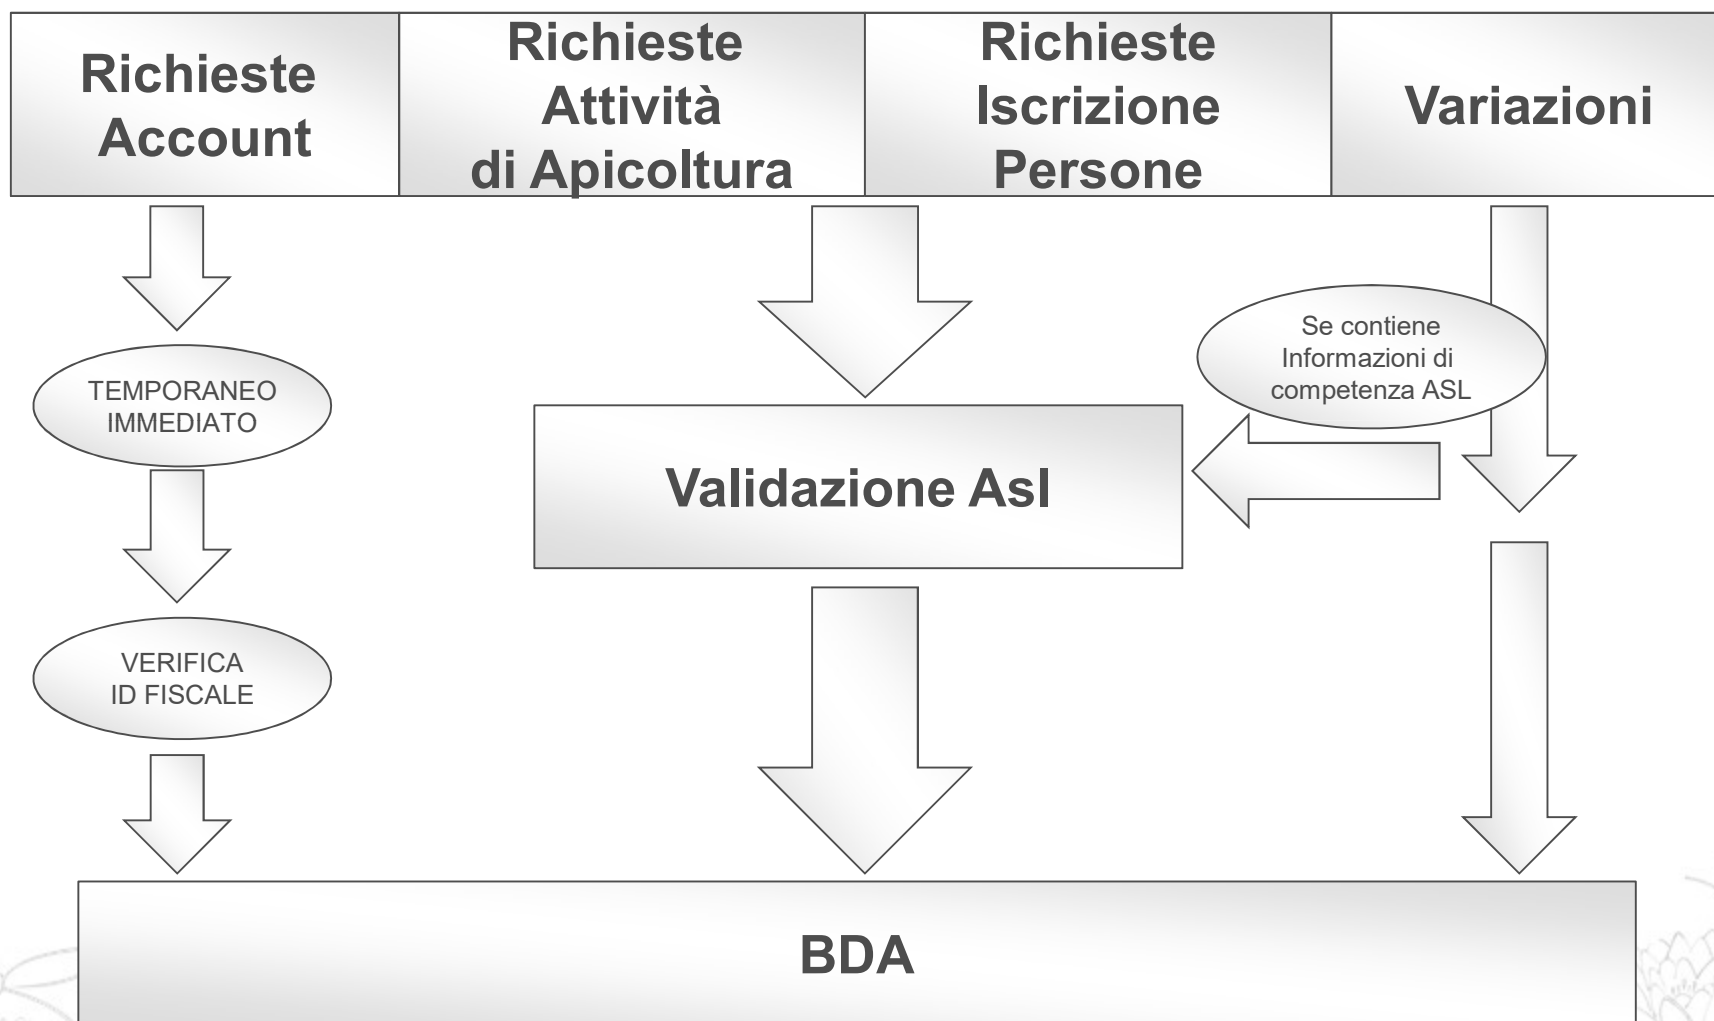 Richieste
Account
Richieste
Attività
di Apicoltura
Richieste
Iscrizione
Persone
Variazioni
Se contiene
Informazioni di
competenza ASL
TEMPORANEO
IMMEDIATO
Validazione Asl
VERIFICA
ID FISCALE
BDA